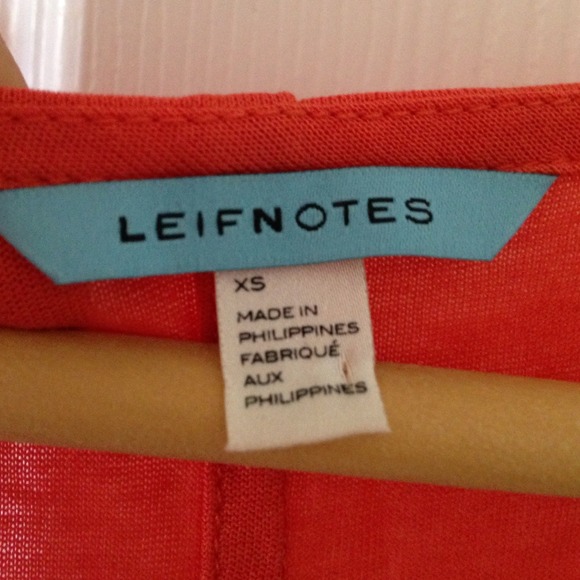 LEIFNOTES
XS
MADE IN
PHILIPPINES
FABRIQUÉ
AUX
PHILIPPINES